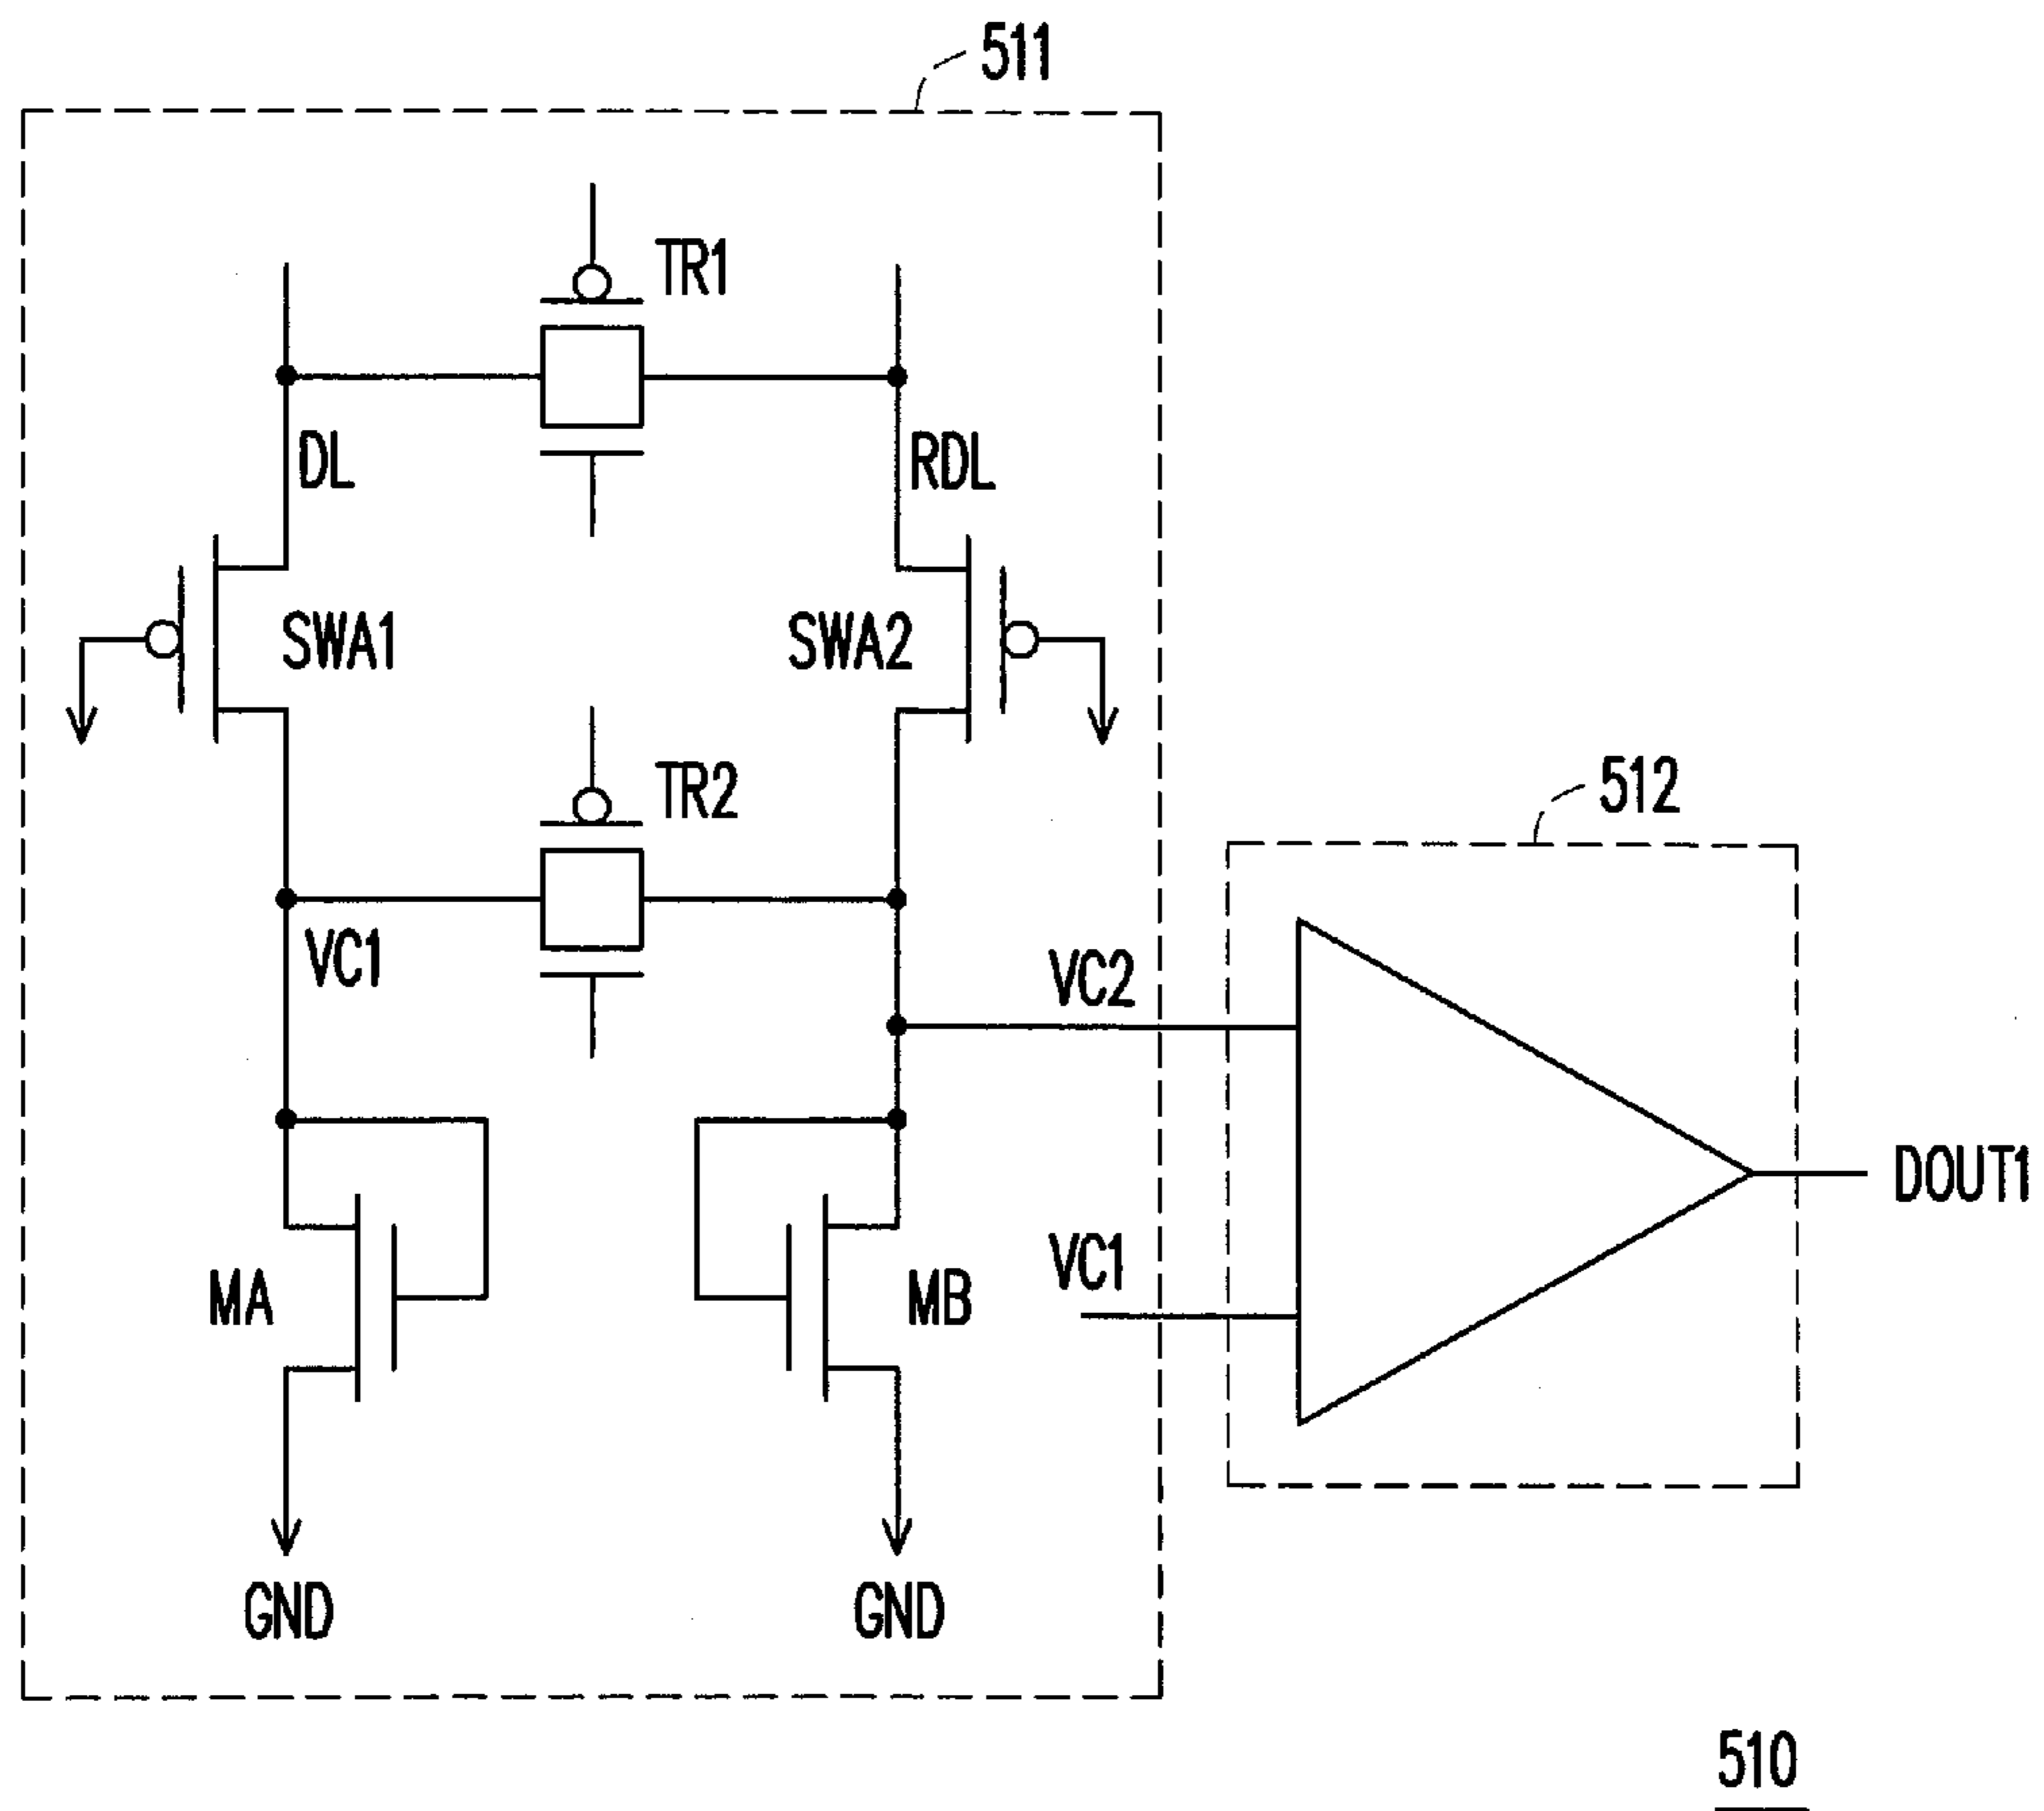 511
TR1
DL
RDL
SWA1
SWA2
TR2
512
VC1
VC2
DOUT1
VC1
MA
MB
GND
GND
510